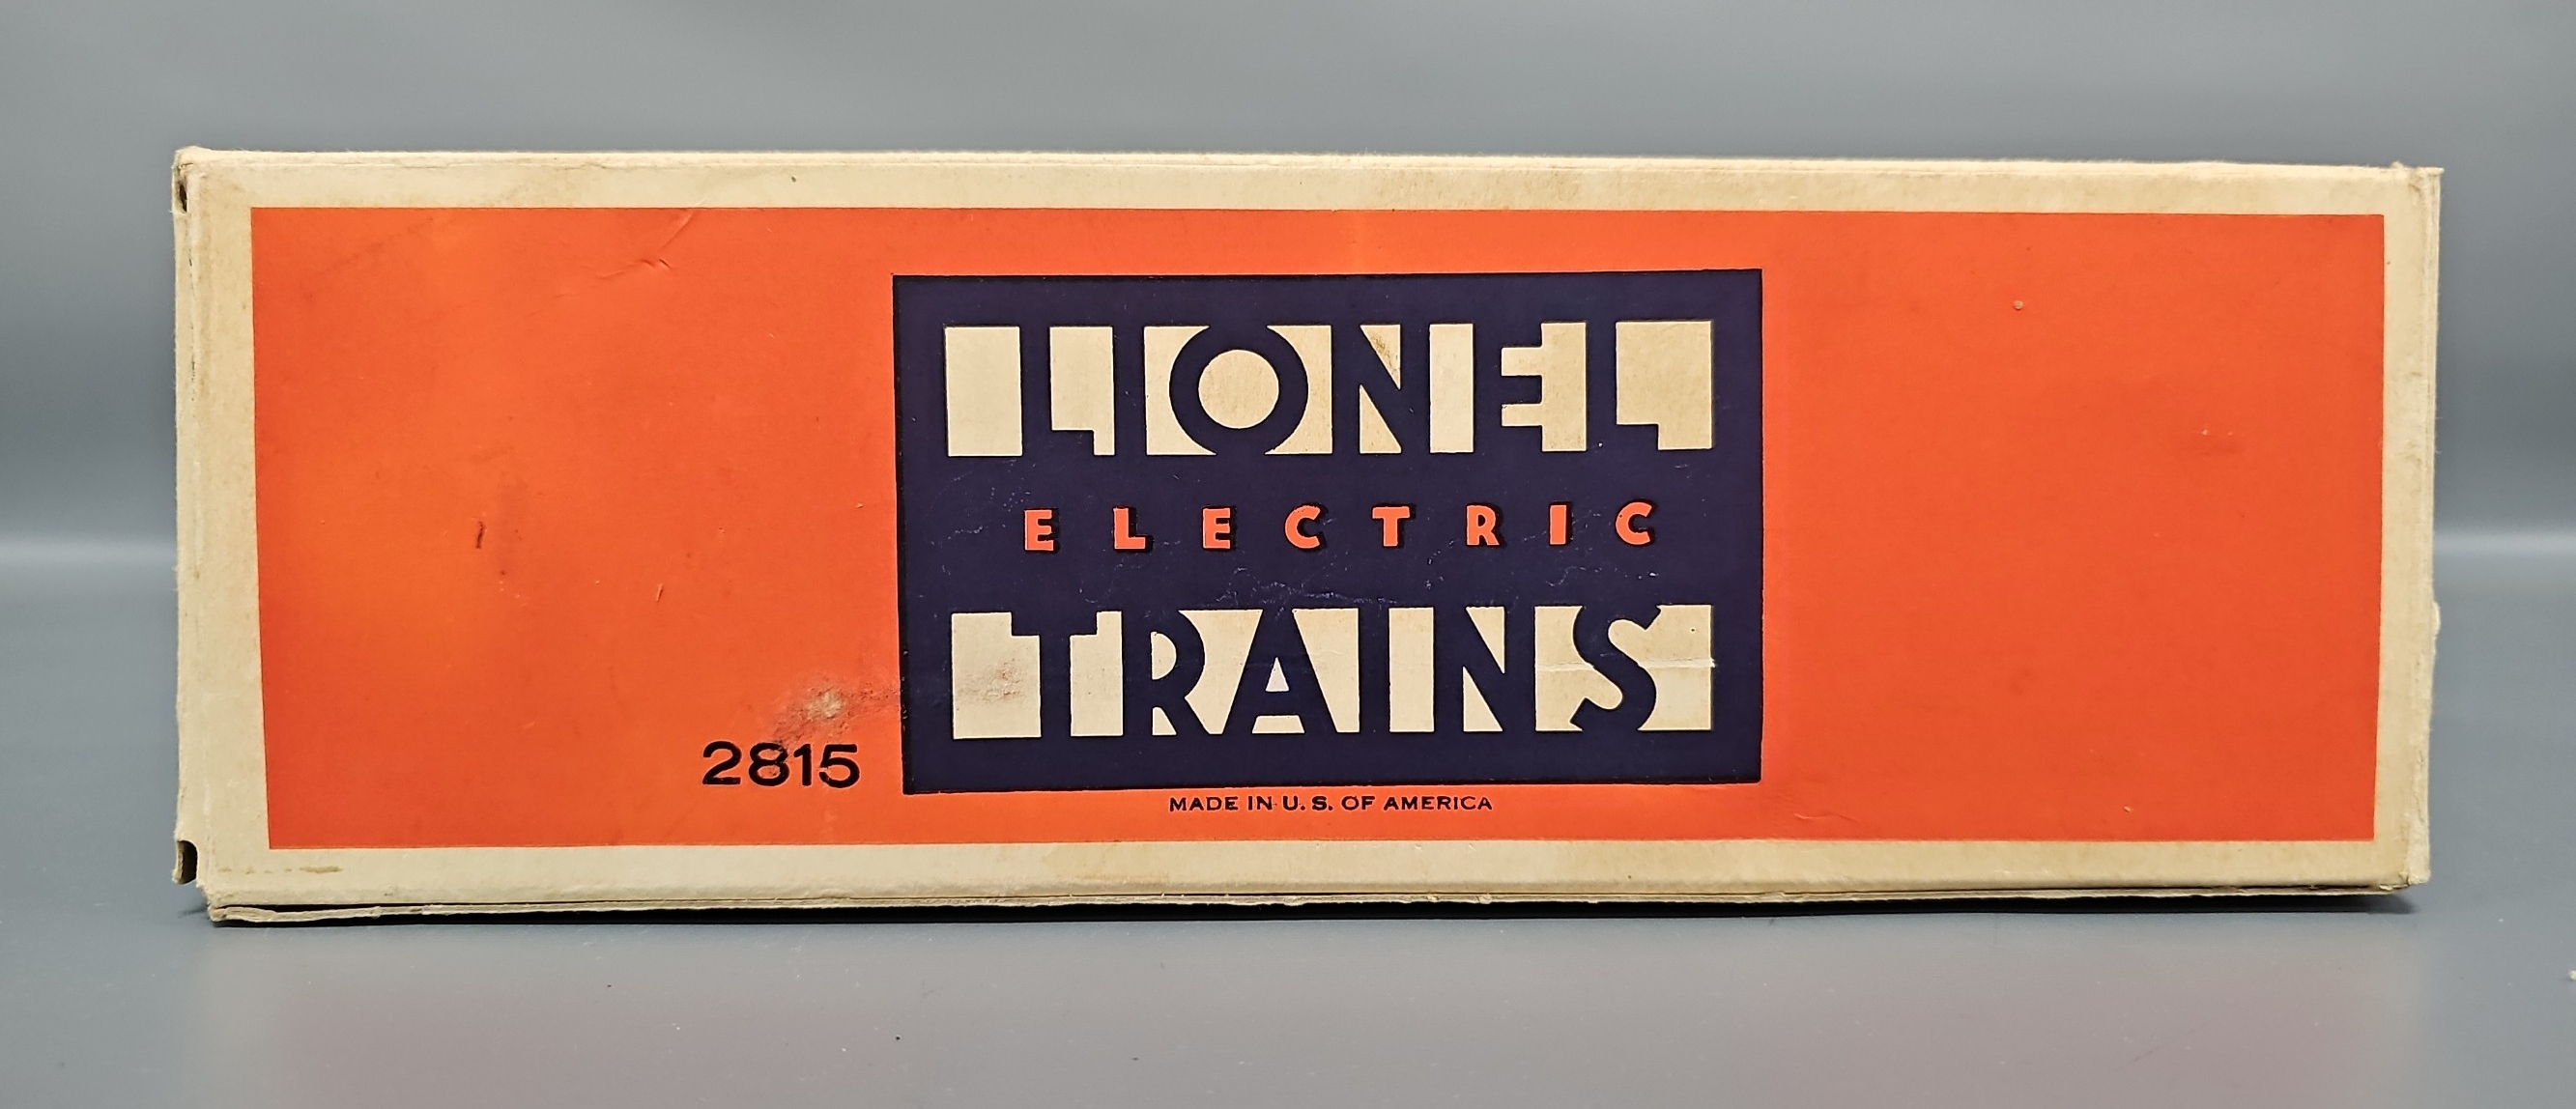 LIONEL
ELECTRIC
TRAINS
2815
MADE IN U. S. OF AMERICA